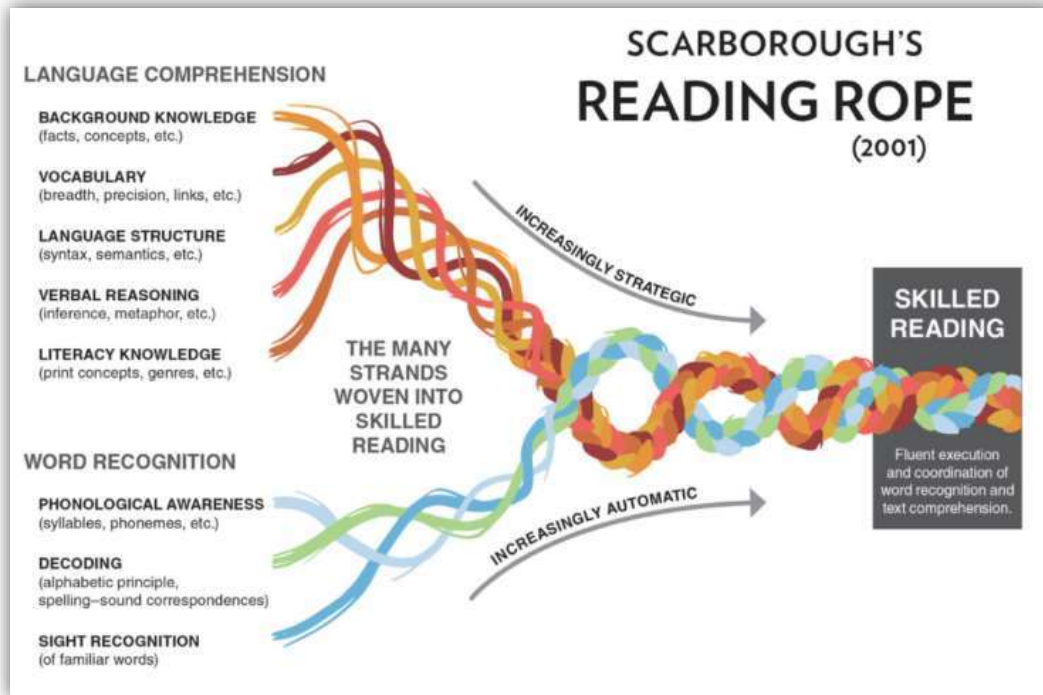 SCARBOROUGH'S
READING ROPE
(2001)
LANGUAGE COMPREHENSION
BACKGROUND KNOWLEDGE
(facts, concepts, etc.)
VOCABULARY
(breadth, precision, links, etc.)
LANGUAGE STRUCTURE
(syntax, semantics, etc.)
VERBAL REASONING
(inference, metaphor, etc.)
LITERACY KNOWLEDGE
(print concepts, genres, etc.)
WORD RECOGNITION
PHONOLOGICAL AWARENESS
(syllables, phonemes, etc.)
DECODING
(alphabetic principle,
spelling–sound correspondences)
SIGHT RECOGNITION
(of familiar words)
THE MANY
STRANDS
WOVEN INTO
SKILLED
READING
INCREASINGLY STRATEGIC
INCREASINGLY AUTOMATIC
SKILLED
READING
Fluent execution
and coordination of
word recognition and
text comprehension.